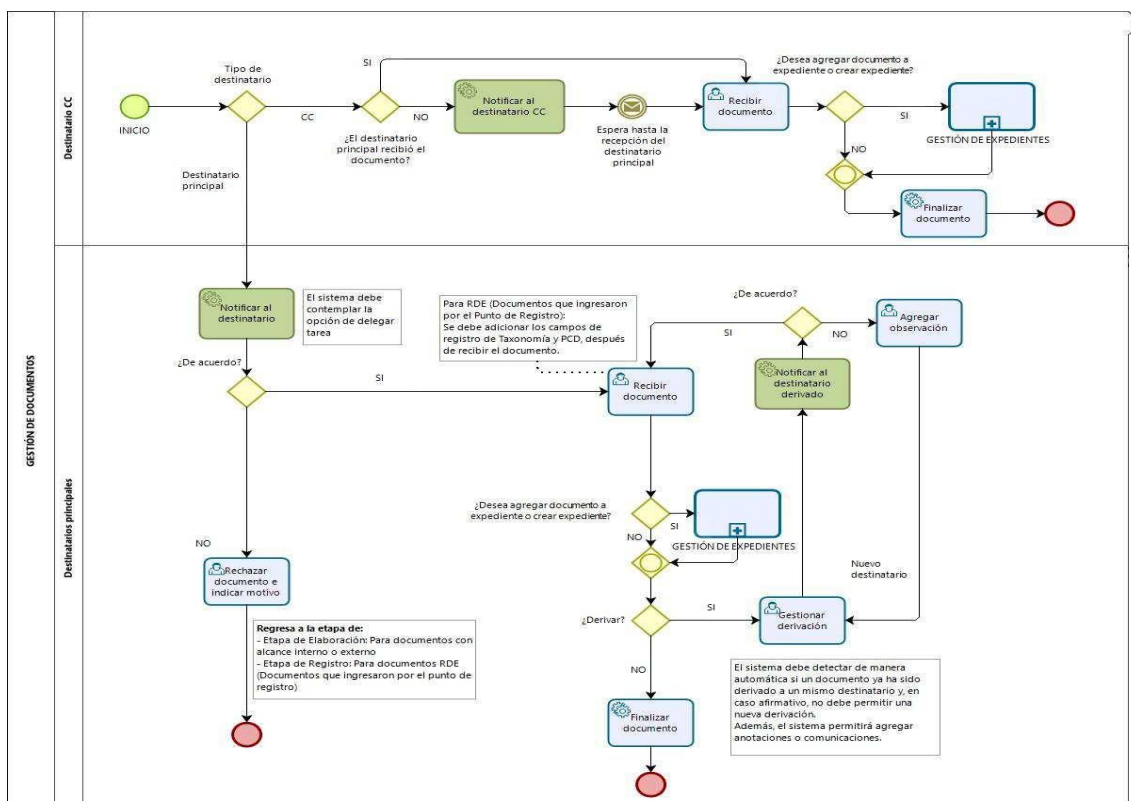 GESTIÓN DE DOCUMENTOS
Destinatario CC
INICIO
Tipo de
destinatario
CC
Destinatario
principal
SI
NO
¿El destinatario
principal recibió el
documento?
Notificar al
destinatario CC
Espera hasta la
recepción del
destinatario
principal
Recibir
documento
¿Desea agregar documento a
expediente o crear expediente?
SI
GESTIÓN DE EXPEDIENTES
NO
Finalizar
documento
Destinatarios principales
Notificar al
destinatario
El sistema debe
contemplar la
opción de delegar
tarea
¿De acuerdo?
SI
NO
Rechazar
documento e
indicar motivo
Regresa a la etapa de:
- Etapa de Elaboración: Para documentos con
alcance interno o externo
- Etapa de Registro: Para documentos RDE
(Documentos que ingresaron por el punto de
registro)
Para RDE (Documentos que ingresaron
por el Punto de Registro):
Se debe adicionar los campos de
registro de Taxonomía y PCD, después
de recibir el documento.
Recibir
documento
¿Desea agregar documento a
expediente o crear expediente?
SI
NO
GESTIÓN DE EXPEDIENTES
¿Derivar?
SI
NO
Finalizar
documento
Gestionar
derivación
El sistema debe detectar de manera
automática si un documento ya ha sido
derivado a un mismo destinatario y, en
caso afirmativo, no debe permitir una
nueva derivación.
Además, el sistema permitirá agregar
anotaciones o comunicaciones.
Notificar al
destinatario
derivado
¿De acuerdo?
SI
NO
Agregar
observación
Nuevo
destinatario